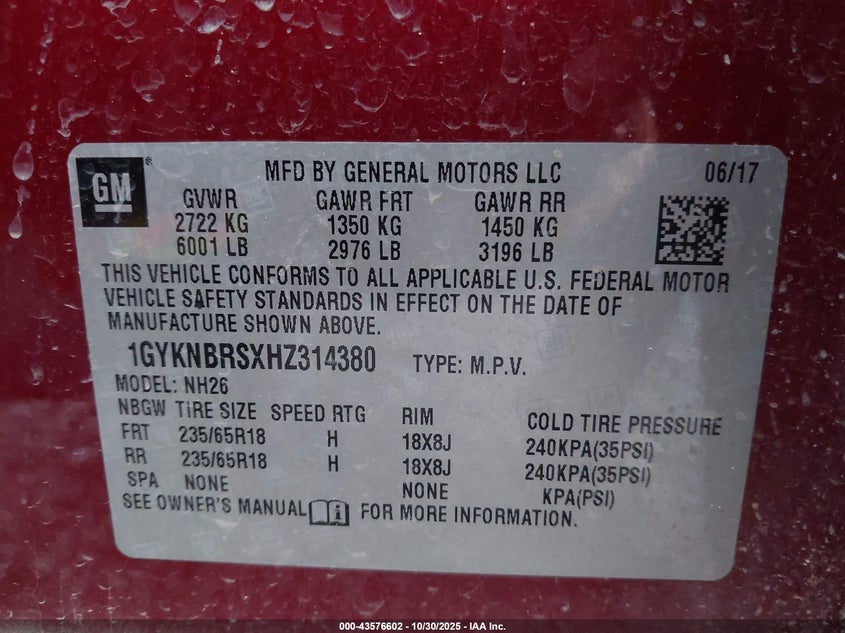 GM ® MFD BY GENERAL MOTORS LLC 06/17
GVWR GAWR FRT GAWR RR
2722 KG 1350 KG 1450 KG
6001 LB 2976 LB 3196 LB
THIS VEHICLE CONFORMS TO ALL APPLICABLE U.S. FEDERAL MOTOR
VEHICLE SAFETY STANDARDS IN EFFECT ON THE DATE OF
MANUFACTURE SHOWN ABOVE.
1GYKNBRSXHZ314380 TYPE: M.P.V.
MODEL: NH26
NBGW TIRE SIZE SPEED RTG RIM COLD TIRE PRESSURE
FRT 235/65R18 H 18X8J 240KPA(35PSI)
RR 235/65R18 H 18X8J 240KPA(35PSI)
SPA NONE NONE KPA(PSI)
SEE OWNER'S MANUAL i FOR MORE INFORMATION.
000-43576602 - 10/30/2025 - IAA Inc.